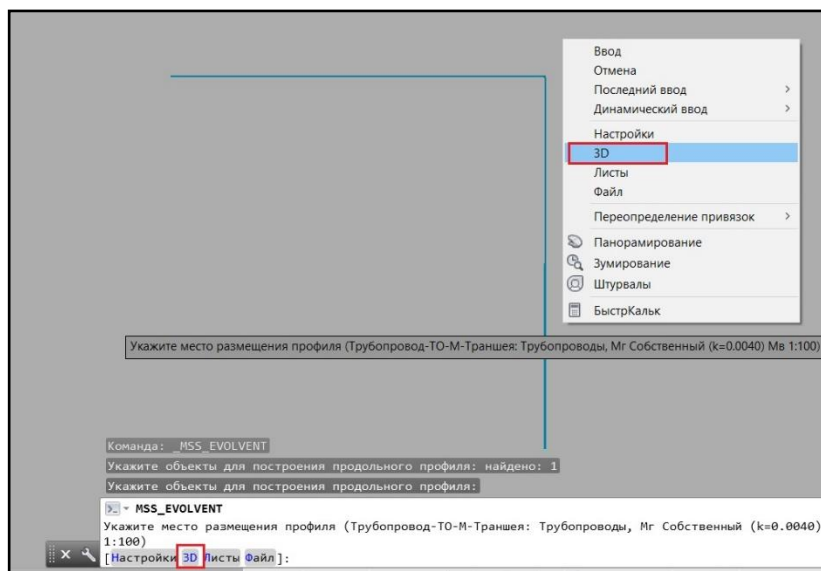 Ввод
Отмена
Последний ввод
Динамический ввод
Настройки
3D
Листы
Файл
Переопределение привязок
Панорамирование
Зумирование
Штурвалы
БыстрКальк
Укажите место размещения профиля (Трубопровод-ТО-М-Траншея: Трубопроводы, Мг Собственный (k=0.0040) Мв 1:100)
Команда: _MSS_EVOLVENT
Укажите объекты для построения продольного профиля: найдено: 1
Укажите объекты для построения продольного профиля:
MSS_EVOLVENT
Укажите место размещения профиля (Трубопровод-ТО-М-Траншея: Трубопроводы, Мг Собственный (k=0.0040)
1:100)
[Настройки 3D Листы Файл]: